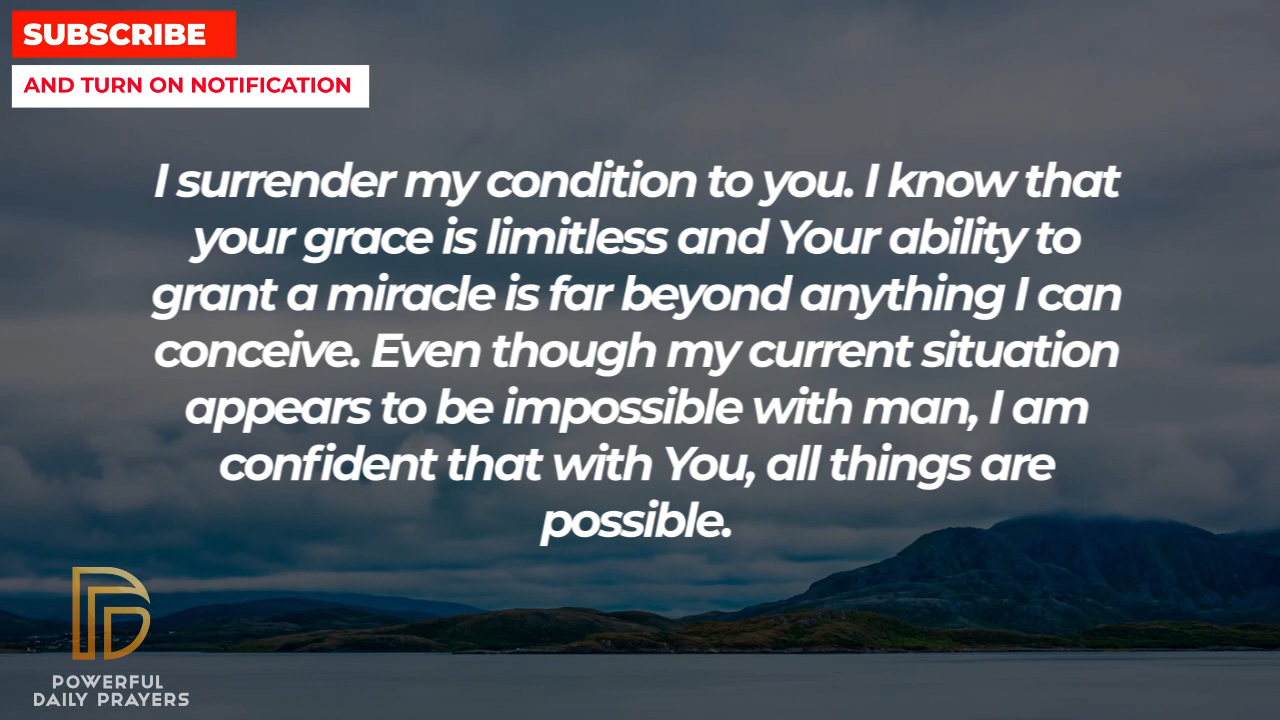 SUBSCRIBE
AND TURN ON NOTIFICATION
I surrender my condition to you. I know that
your grace is limitless and Your ability to
grant a miracle is far beyond anything I can
conceive. Even though my current situation
appears to be impossible with man, I am
confident that with You, all things are
possible.
POWERFUL
DAILY PRAYERS